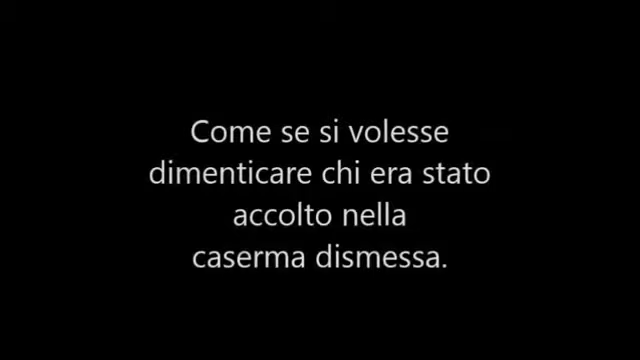 Come se si volesse
dimenticare chi era stato
accolto nella
caserma dismessa.